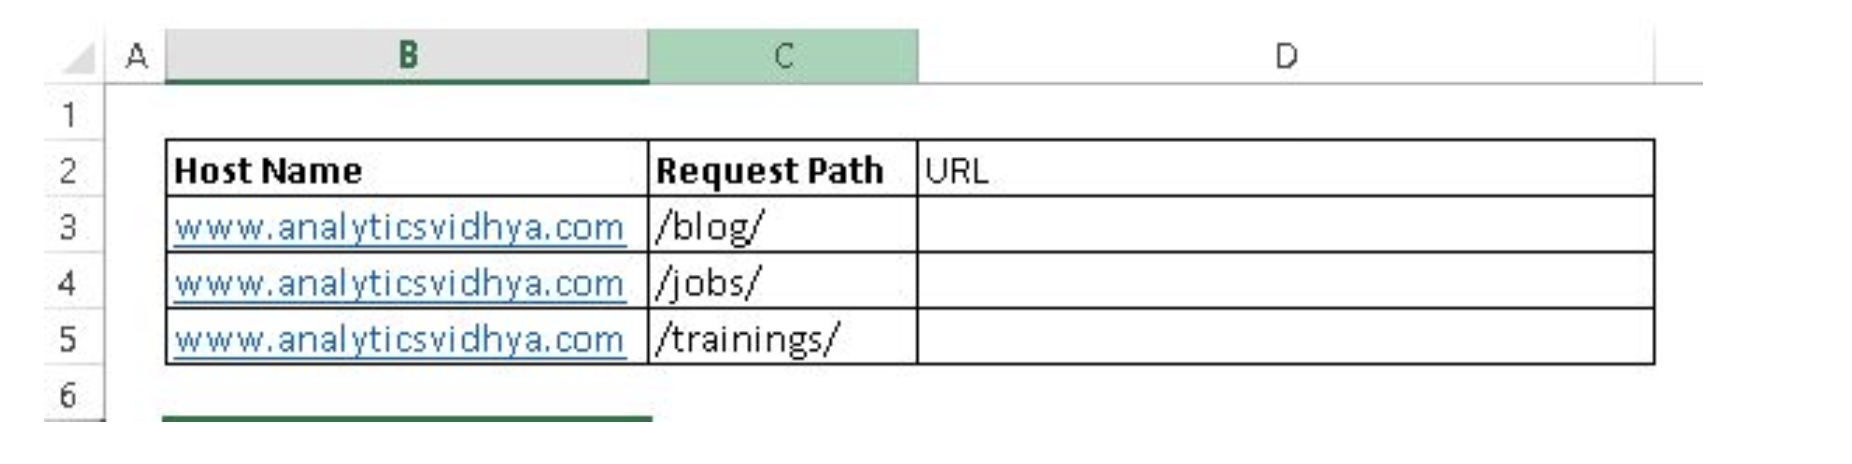 A B C D
1
2 Host Name Request Path URL
3 www.analyticsvidhya.com /blog/
4 www.analyticsvidhya.com /jobs/
5 www.analyticsvidhya.com /trainings/
6